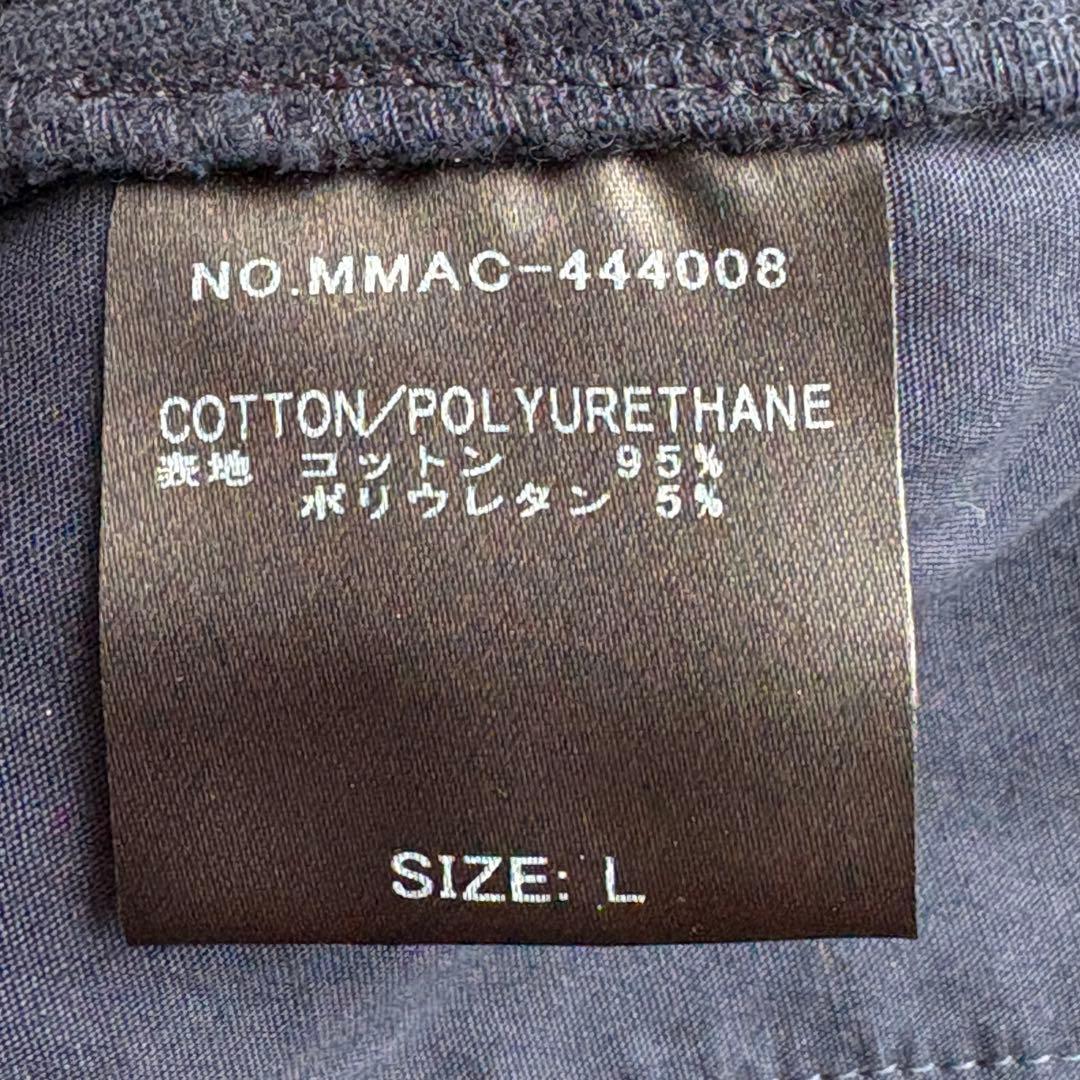 NO.MMAC-444008
COTTON/POLYURETHANE
表地 コットン 95%
ポリウレタン 5%
SIZE: L